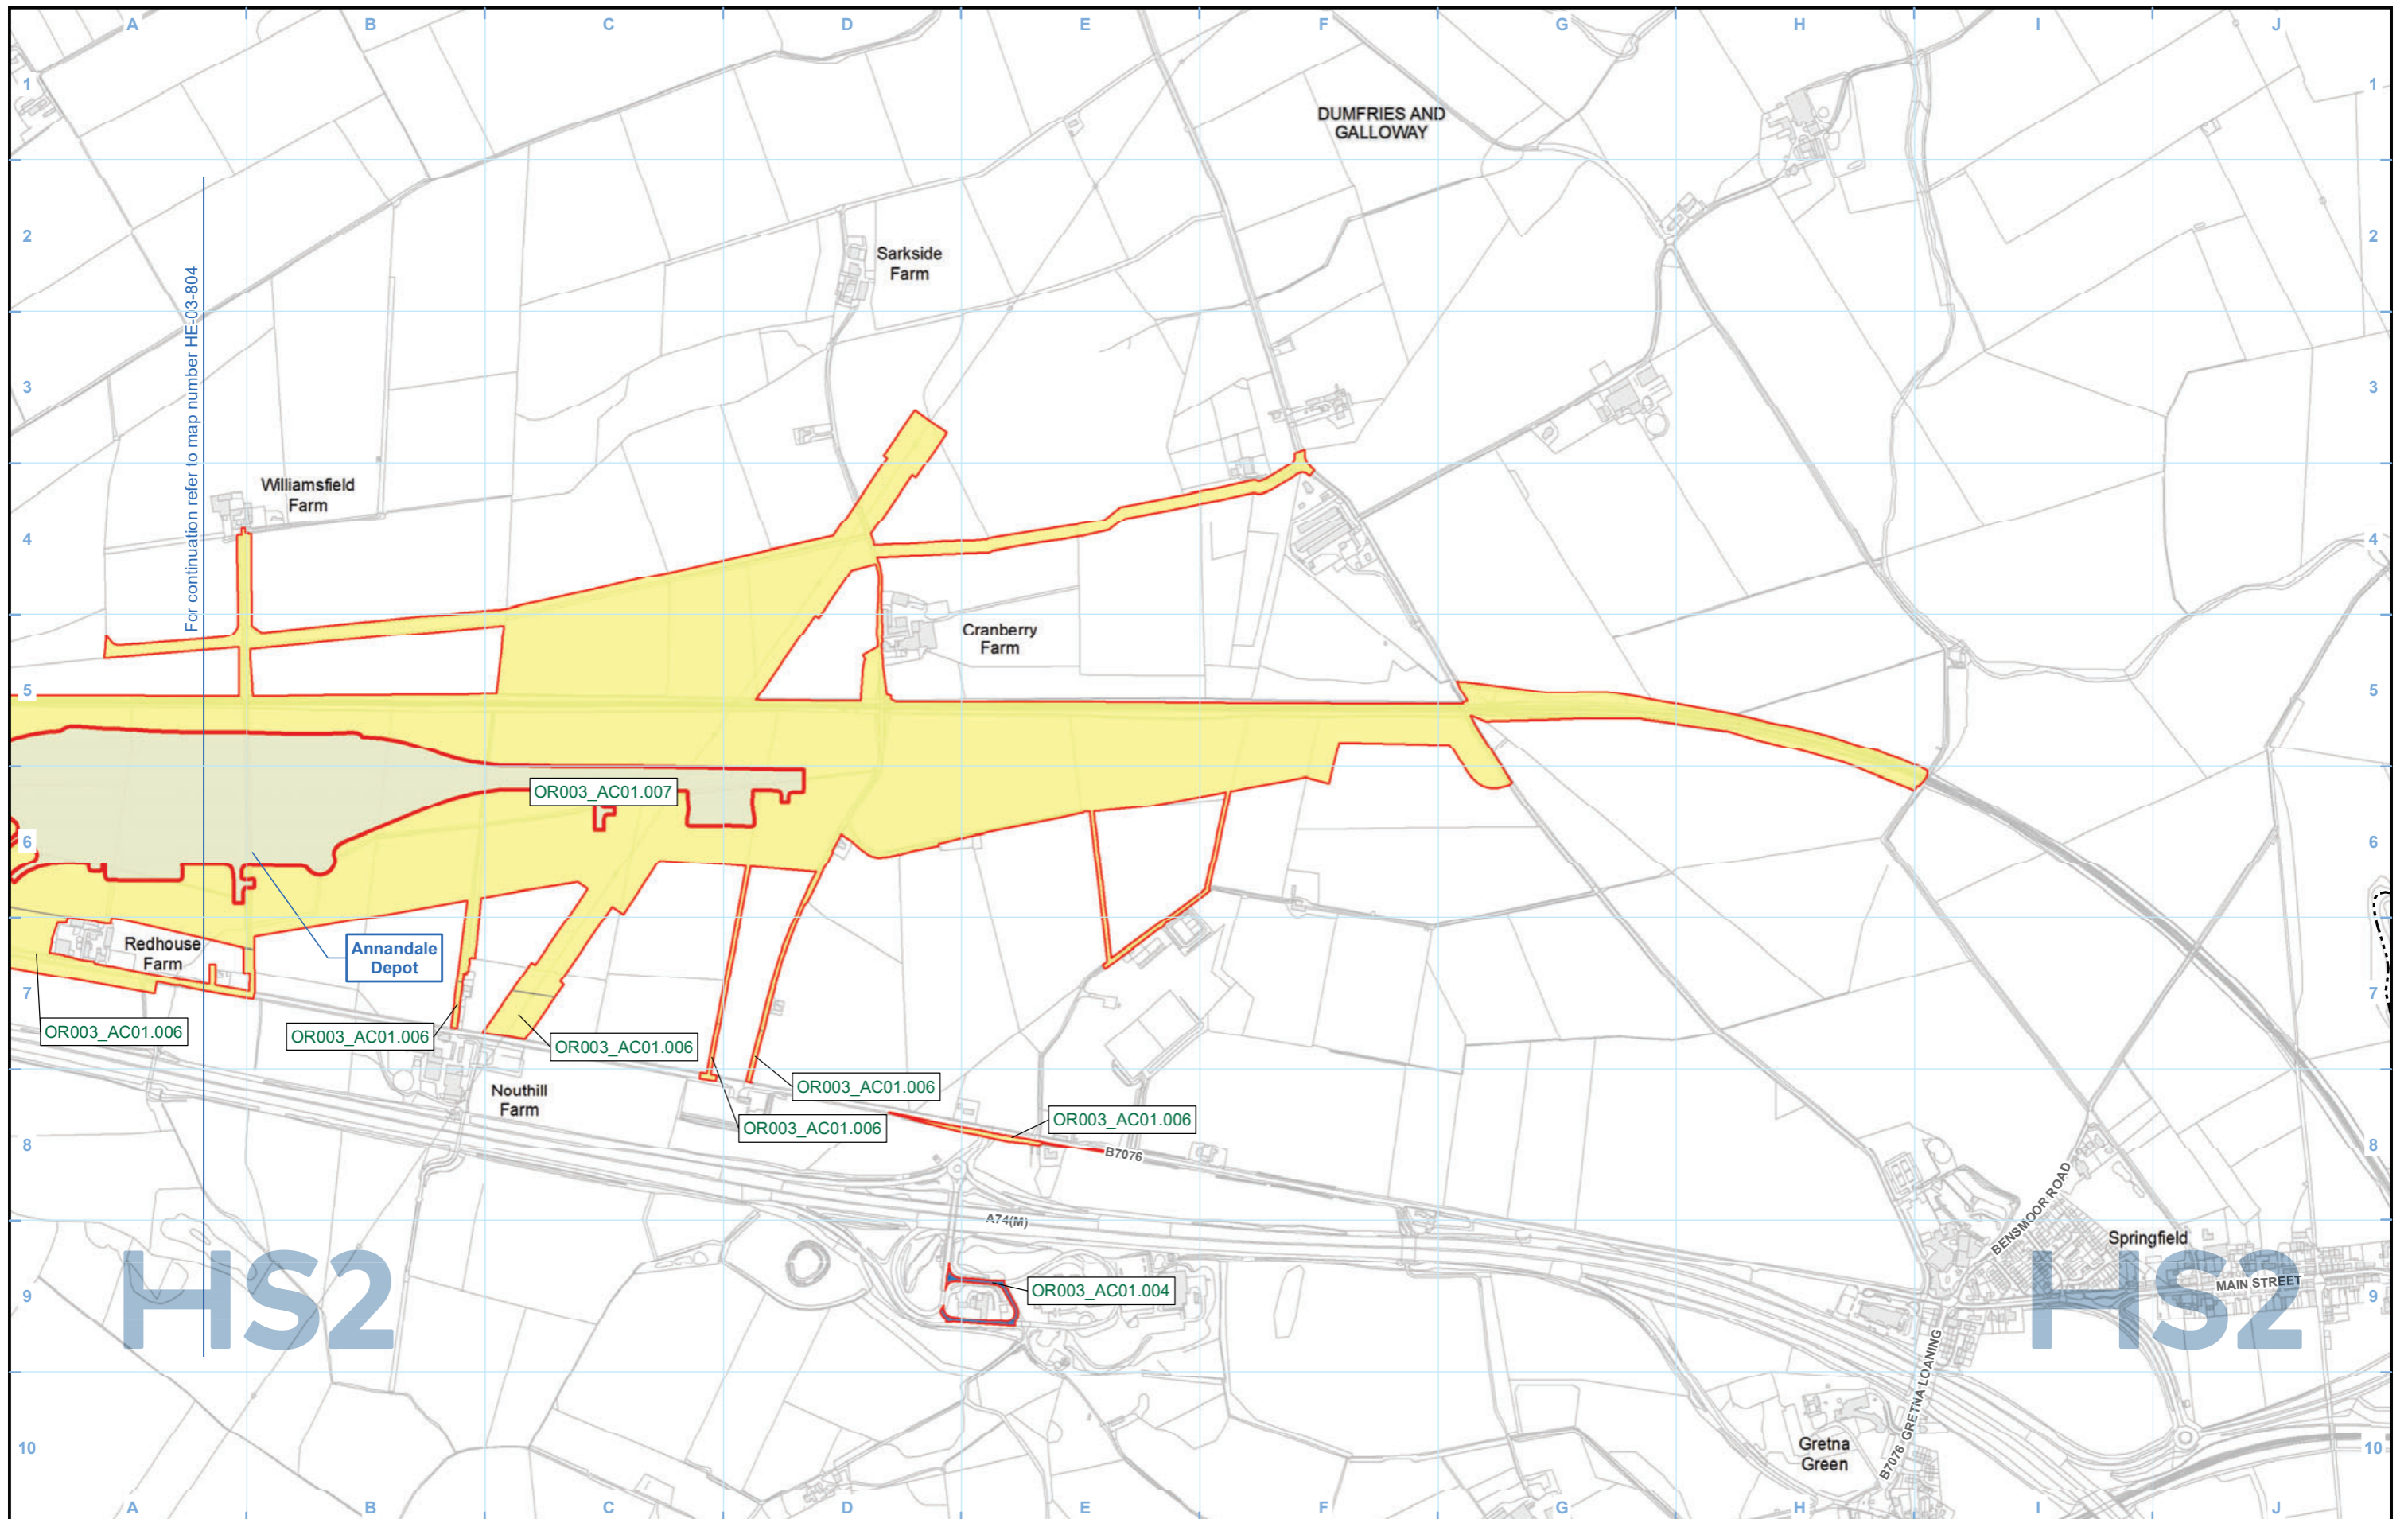 A B C D E F G H I J
1 1
DUMFRIES AND
GALLOWAY
2 2
Sarkside
Farm
For continuation refer to map number HE-03-804
3 3
Williamsfield
Farm
4 4
Cranberry
Farm
5 5
OR003_AC01.007
6 6
Redhouse
Farm
Annandale
Depot
7 7
OR003_AC01.006
OR003_AC01.006
OR003_AC01.006
OR003_AC01.006
Nouthill
Farm
OR003_AC01.006
OR003_AC01.006
B7076
8 8
BENSMOOR ROAD
A74(M)
Springfield
HS2 HS2
MAIN STREET
OR003_AC01.004
9 9
B7076 GRETNA LOANING
Gretna
Green
10 10
A B C D E F G H I J